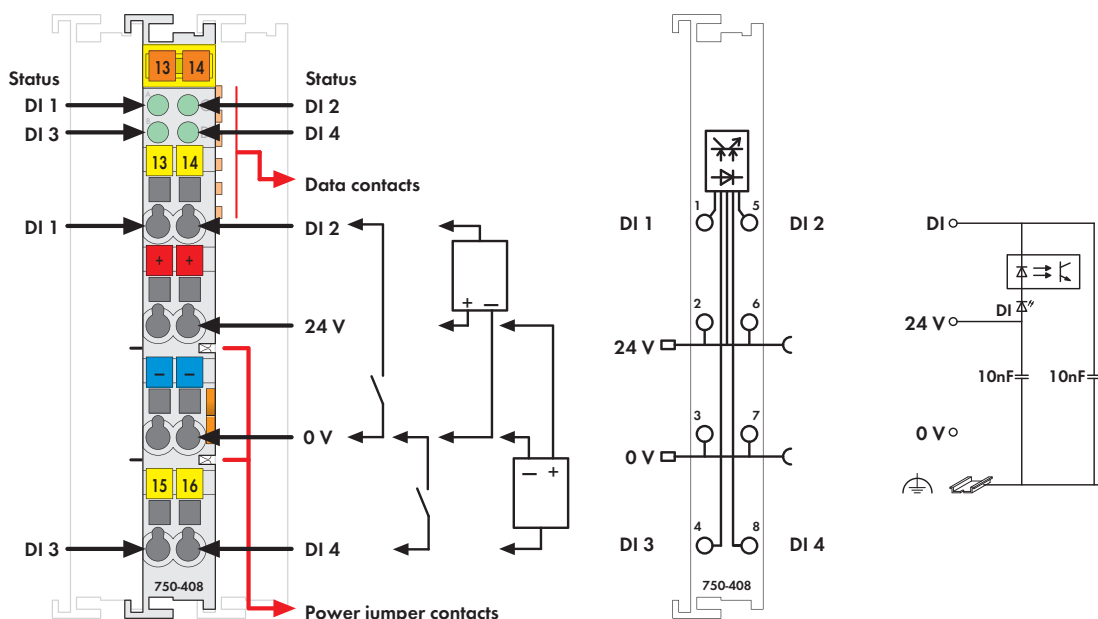 13 14
Status Status
A C
DI 1 DI 2
B D
DI 3 DI 4
13 14
Data contacts
DI 1 DI 2
+ +
+ −
24 V
− −
0 V
− +
15 16
DI 3 DI 4
750-408
Power jumper contacts
1 5
DI 1 DI 2
2 6
24 V
3 7
0 V
4 8
DI 3 DI 4
750-408
DI
DI
24 V
10nF 10nF
0 V